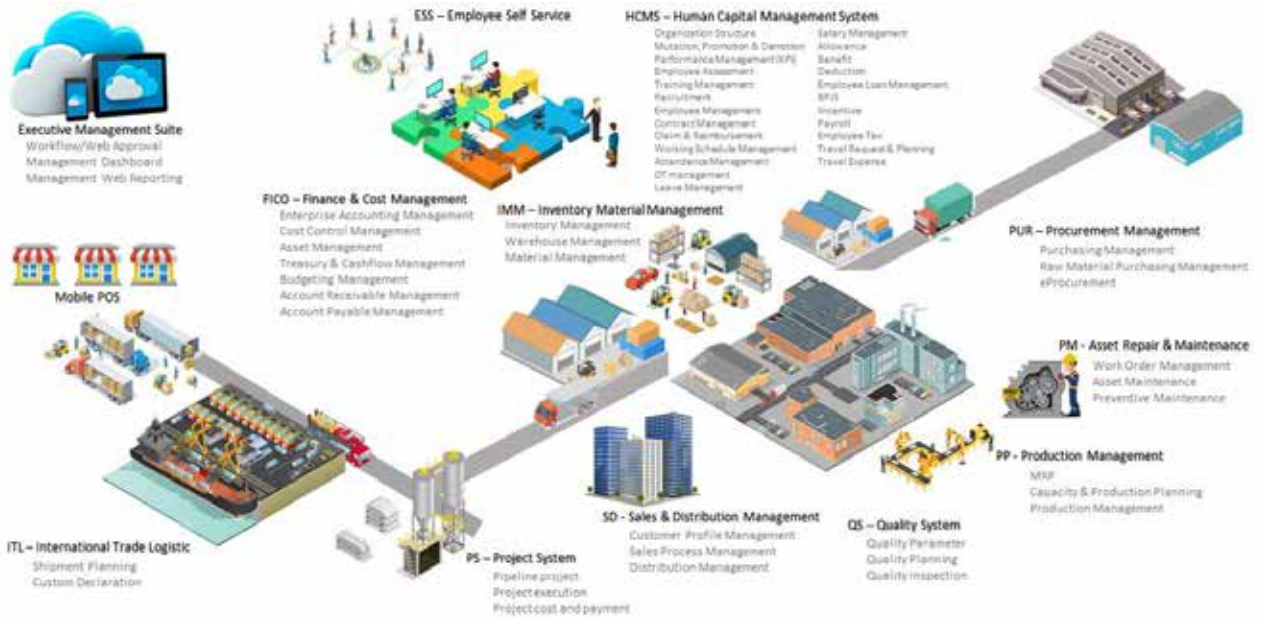 ESS – Employee Self Service
HCMS – Human Capital Management System
Organization Structure
Mutation, Promotion & Demotion
Performance Management (KPI)
Employee Assessment
Training Management
Recruitment
Employee Management
Contract Management
Claim & Reimbursement
Working Schedule Management
Attendance Management
OT management
Leave Management
Salary Management
Allowance
Benefit
Deduction
Employee Loan Management
BPJS
Incentive
Payroll
Employee Tax
Travel Request & Planning
Travel Expense
Executive Management Suite
Workflow/Web Approval
Management Dashboard
Management Web Reporting
FICO – Finance & Cost Management
Enterprise Accounting Management
Cost Control Management
Asset Management
Treasury & Cashflow Management
Budgeting Management
Account Receivable Management
Account Payable Management
IMM – Inventory Material Management
Inventory Management
Warehouse Management
Material Management
PUR – Procurement Management
Purchasing Management
Raw Material Purchasing Management
eProcurement
Mobile POS
PM - Asset Repair & Maintenance
Work Order Management
Asset Maintenance
Preventive Maintenance
PP - Production Management
MRP
Capacity & Production Planning
Production Management
SD - Sales & Distribution Management
Customer Profile Management
Sales Process Management
Distribution Management
QS – Quality System
Quality Parameter
Quality Planning
Quality Inspection
ITL – International Trade Logistic
Shipment Planning
Custom Declaration
PS – Project System
Pipeline project
Project execution
Project cost and payment